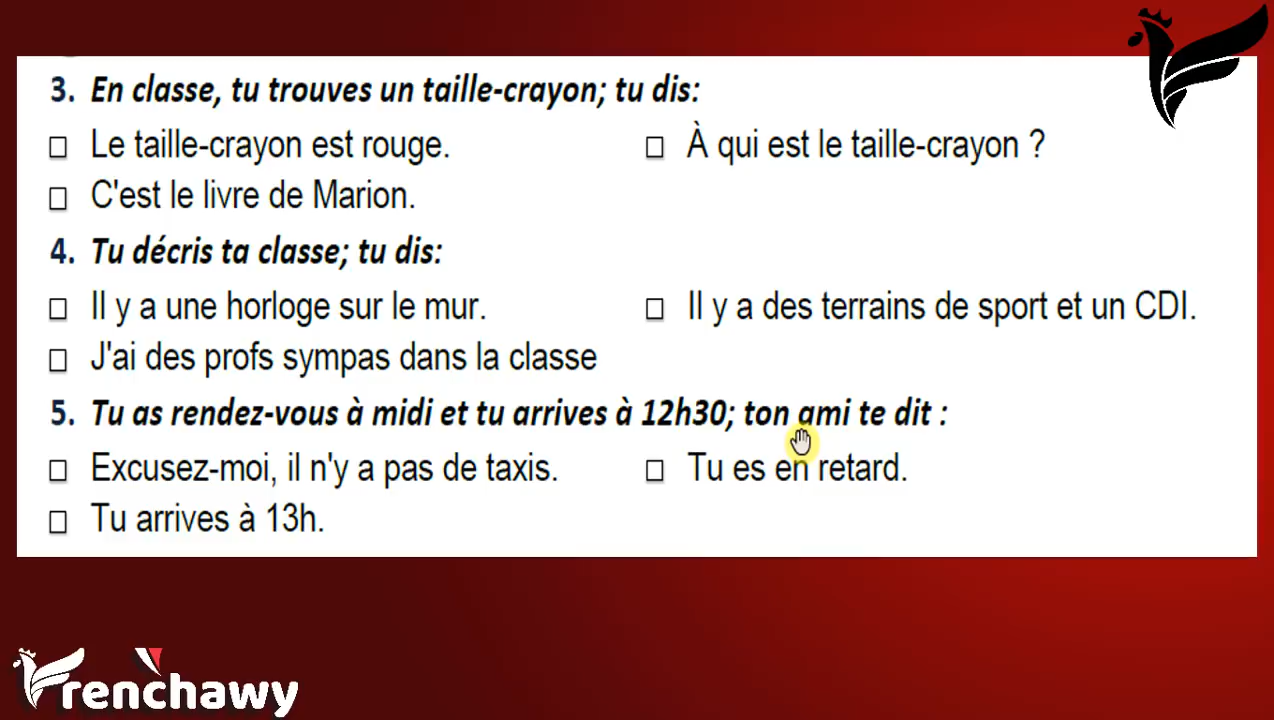 3. En classe, tu trouves un taille-crayon; tu dis:
□ Le taille-crayon est rouge. □ À qui est le taille-crayon ?
□ C'est le livre de Marion.
4. Tu décris ta classe; tu dis:
□ Il y a une horloge sur le mur. □ Il y a des terrains de sport et un CDI.
□ J'ai des profs sympas dans la classe
5. Tu as rendez-vous à midi et tu arrives à 12h30; ton ami te dit :
□ Excusez-moi, il n'y a pas de taxis. □ Tu es en retard.
□ Tu arrives à 13h.
Frenchawy